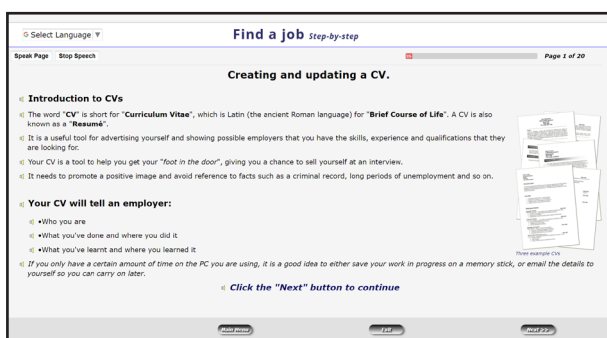 Select Language ▼
Find a job Step-by-step
Speak Page Stop Speech
Page 1 of 20
Creating and updating a CV.
Introduction to CVs
The word "CV" is short for "Curriculum Vitae", which is Latin (the ancient Roman language) for "Brief Course of Life". A CV is also
known as a "Resumé".
It is a useful tool for advertising yourself and showing possible employers that you have the skills, experience and qualifications that they
are looking for.
Your CV is a tool to help you get your "foot in the door", giving you a chance to sell yourself at an interview.
It needs to promote a positive image and avoid reference to facts such as a criminal record, long periods of unemployment and so on.
Three example CVs
Your CV will tell an employer:
•Who you are
•What you've done and where you did it
•What you've learnt and where you learned it
If you only have a certain amount of time on the PC you are using, it is a good idea to either save your work in progress on a memory stick, or email the details to
yourself so you can carry on later.
Click the "Next" button to continue
Main Menu
Exit
Next >>